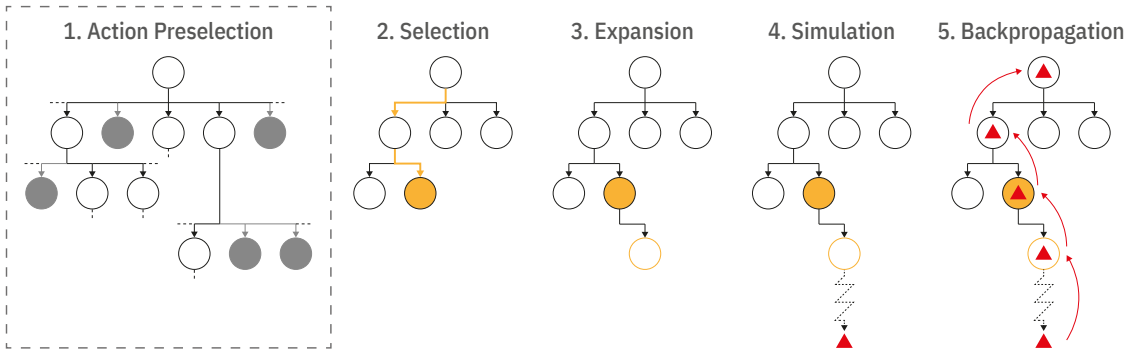 1. Action Preselection
2. Selection
3. Expansion
4. Simulation
5. Backpropagation